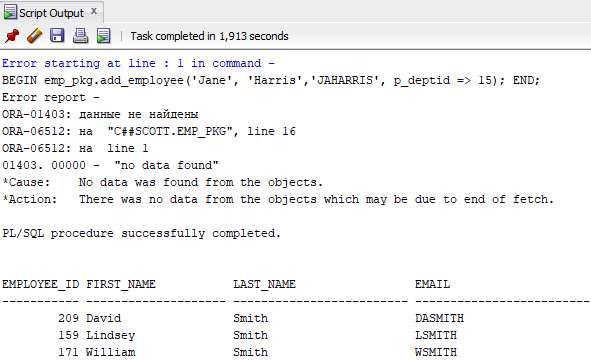 Script Output x
Task completed in 1,913 seconds
Error starting at line : 1 in command -
BEGIN emp_pkg.add_employee('Jane', 'Harris','JAHARRIS', p_deptid => 15); END;
Error report -
ORA-01403: данные не найдены
ORA-06512: на  "C##SCOTT.EMP_PKG", line 16
ORA-06512: на  line 1
01403. 00000 -  "no data found"
*Cause:    No data was found from the objects.
*Action:   There was no data from the objects which may be due to end of fetch.
PL/SQL procedure successfully completed.
EMPLOYEE_ID FIRST_NAME           LAST_NAME                 EMAIL
----------- -------------------- ------------------------- -------------------------
        209 David                Smith                     DASMITH
        159 Lindsey              Smith                     LSMITH
        171 William              Smith                     WSMITH